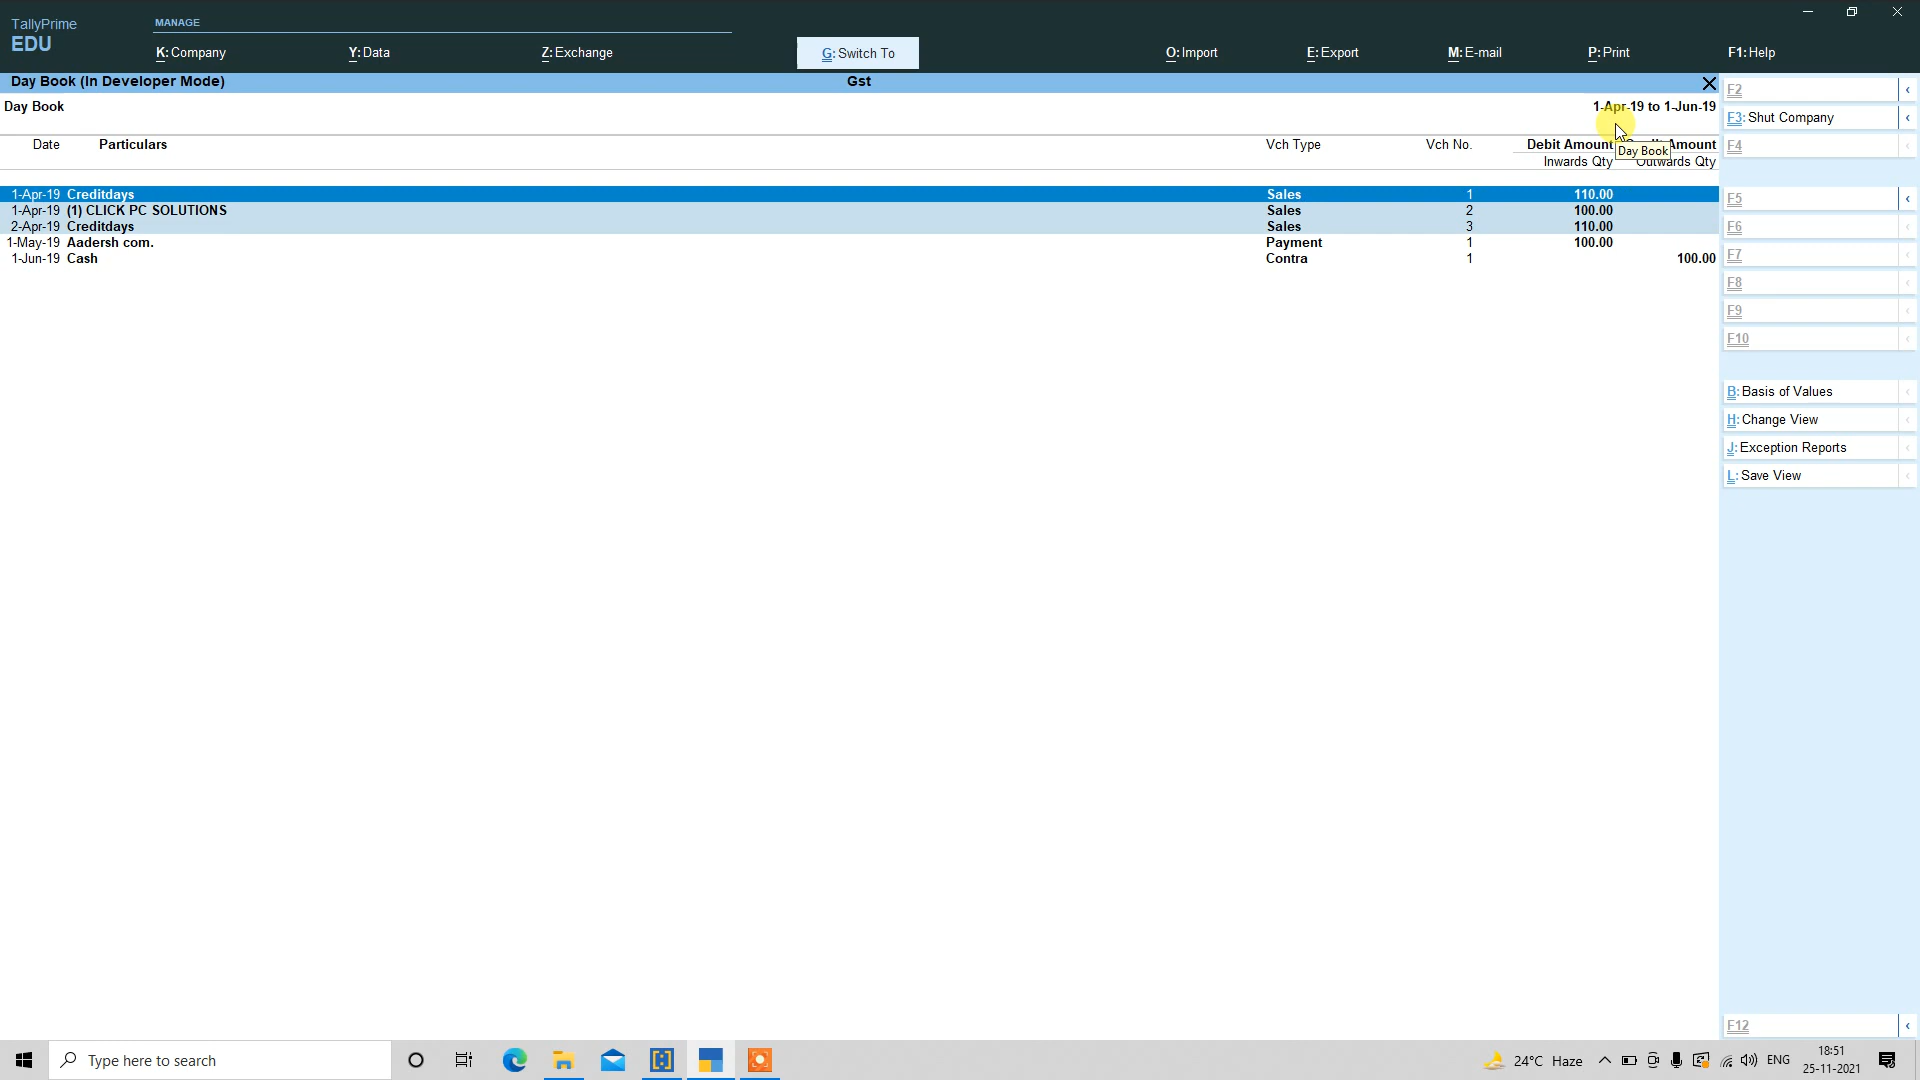 TallyPrime
EDU
MANAGE
K: Company
Y: Data
Z: Exchange
G: Switch To
O: Import
E: Export
M: E-mail
P: Print
F1: Help
Day Book (In Developer Mode)
Gst
Day Book
1-Apr-19 to 1-Jun-19
Date Particulars Vch Type Vch No. Debit Amount Amount
Inwards Qty Outwards Qty
Day Book
1-Apr-19 Creditdays Sales 1 110.00
1-Apr-19 (1) CLICK PC SOLUTIONS Sales 2 100.00
2-Apr-19 Creditdays Sales 3 110.00
1-May-19 Aadersh com. Payment 1 100.00
1-Jun-19 Cash Contra 1 100.00
F2
F3: Shut Company
F4
F5
F6
F7
F8
F9
F10
B: Basis of Values
H: Change View
J: Exception Reports
L: Save View
F12
Type here to search
24°C Haze
ENG
18:51
25-11-2021